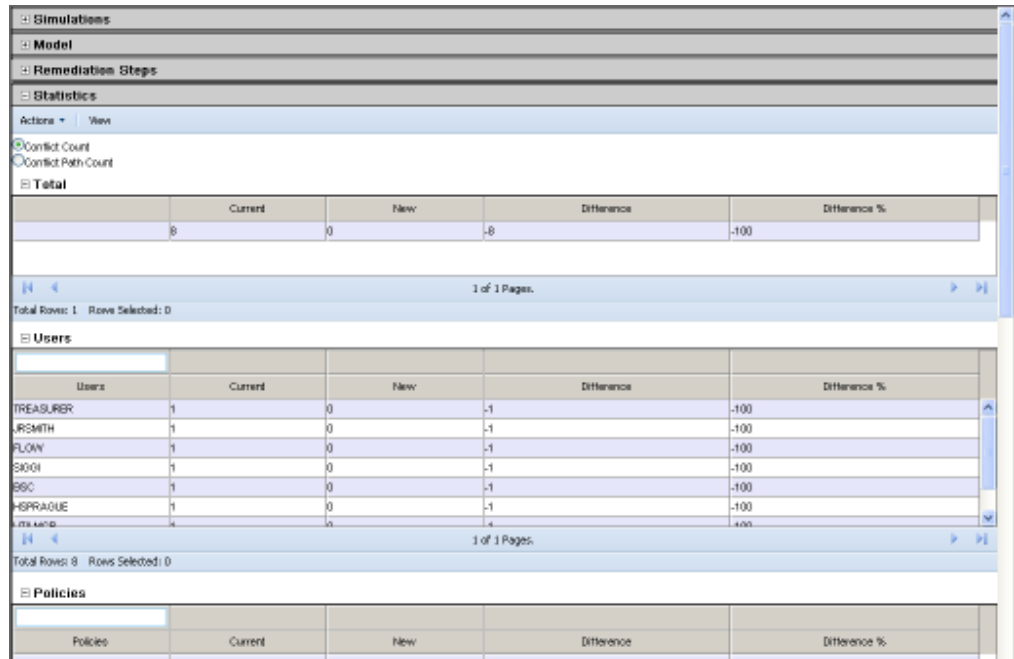 Simulations
Model
Remediation Steps
Statistics
Actions View
Conflict Count
Conflict Path Count
Total
Current New Difference Difference %
8 0 -8 -100
1 of 1 Pages.
Total Rows: 1 Rows Selected: 0
Users
Users Current New Difference Difference %
TREASURER 1 0 -1 -100
JRSMITH 1 0 -1 -100
FLOW 1 0 -1 -100
SIGGI 1 0 -1 -100
BSC 1 0 -1 -100
HSPRAGUE 1 0 -1 -100
1 0 -1 -100
1 of 1 Pages.
Total Rows: 8 Rows Selected: 0
Policies
Policies Current New Difference Difference %